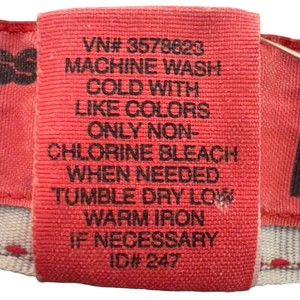 VN# 3578623
MACHINE WASH
COLD WITH
LIKE COLORS
ONLY NON-
CHLORINE BLEACH
WHEN NEEDED
TUMBLE DRY LOW
WARM IRON
IF NECESSARY
ID# 247